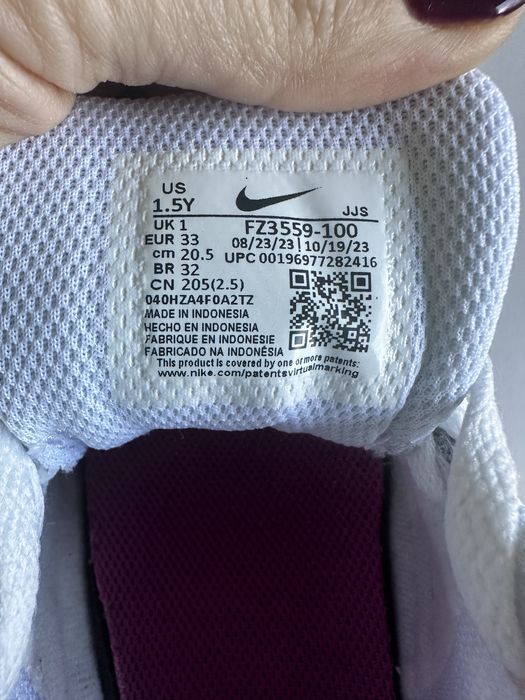 US
1.5Y
JJS
UK 1
FZ3559-100
EUR 33
08/23/23 | 10/19/23
cm 20.5
UPC 00196977282416
BR 32
CN 205(2.5)
040HZA4F0A2TZ
MADE IN INDONESIA
HECHO EN INDONESIA
FABRIQUE EN INDONESIE
FABRICADO NA INDONÉSIA
This product is covered by one or more patents:
www.nike.com/patentsvirtualmarking